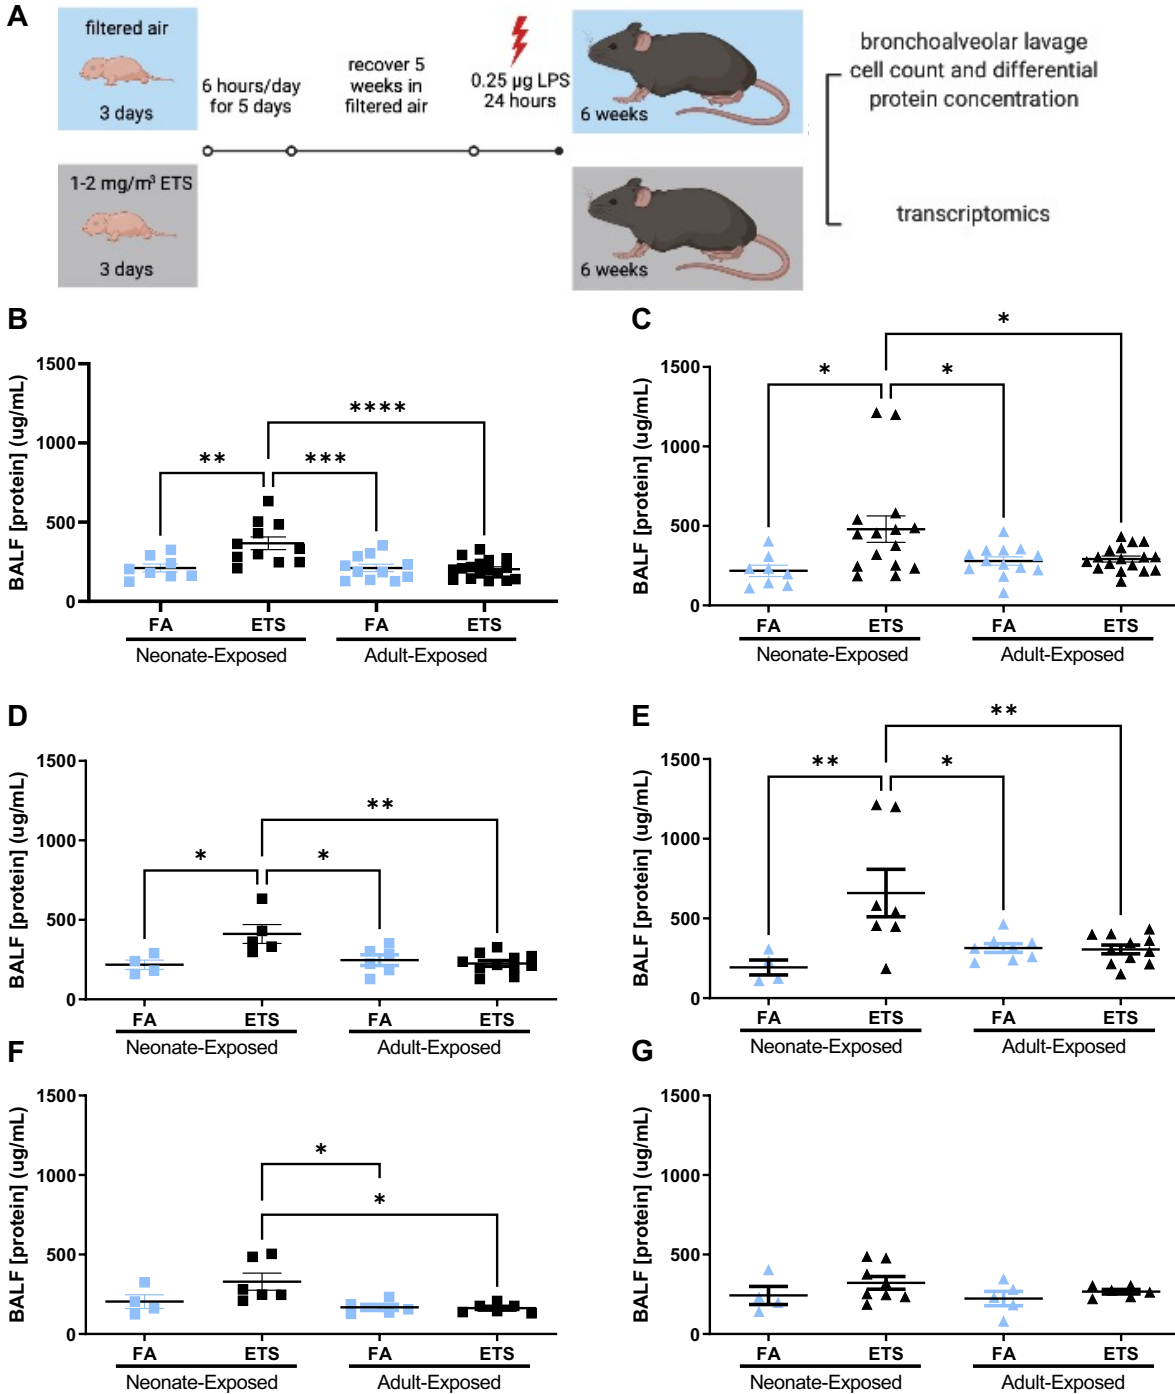 A
filtered air
3 days
6 hours/day
for 5 days
recover 5
weeks in
filtered air
0.25 µg LPS
24 hours
6 weeks
bronchoalveolar lavage
cell count and differential
protein concentration
1-2 mg/m³ ETS
3 days
6 weeks
transcriptomics
B
BALF [protein] (ug/mL)
1500
1000
500
0
**
***
****
FA
ETS
FA
ETS
Neonate-Exposed
Adult-Exposed
C
BALF [protein] (ug/mL)
1500
1000
500
0
*
*
*
FA
ETS
FA
ETS
Neonate-Exposed
Adult-Exposed
D
BALF [protein] (ug/mL)
1500
1000
500
0
*
*
**
FA
ETS
FA
ETS
Neonate-Exposed
Adult-Exposed
E
BALF [protein] (ug/mL)
1500
1000
500
0
**
*
**
FA
ETS
FA
ETS
Neonate-Exposed
Adult-Exposed
F
BALF [protein] (ug/mL)
1500
1000
500
0
*
*
FA
ETS
FA
ETS
Neonate-Exposed
Adult-Exposed
G
BALF [protein] (ug/mL)
1500
1000
500
0
FA
ETS
FA
ETS
Neonate-Exposed
Adult-Exposed